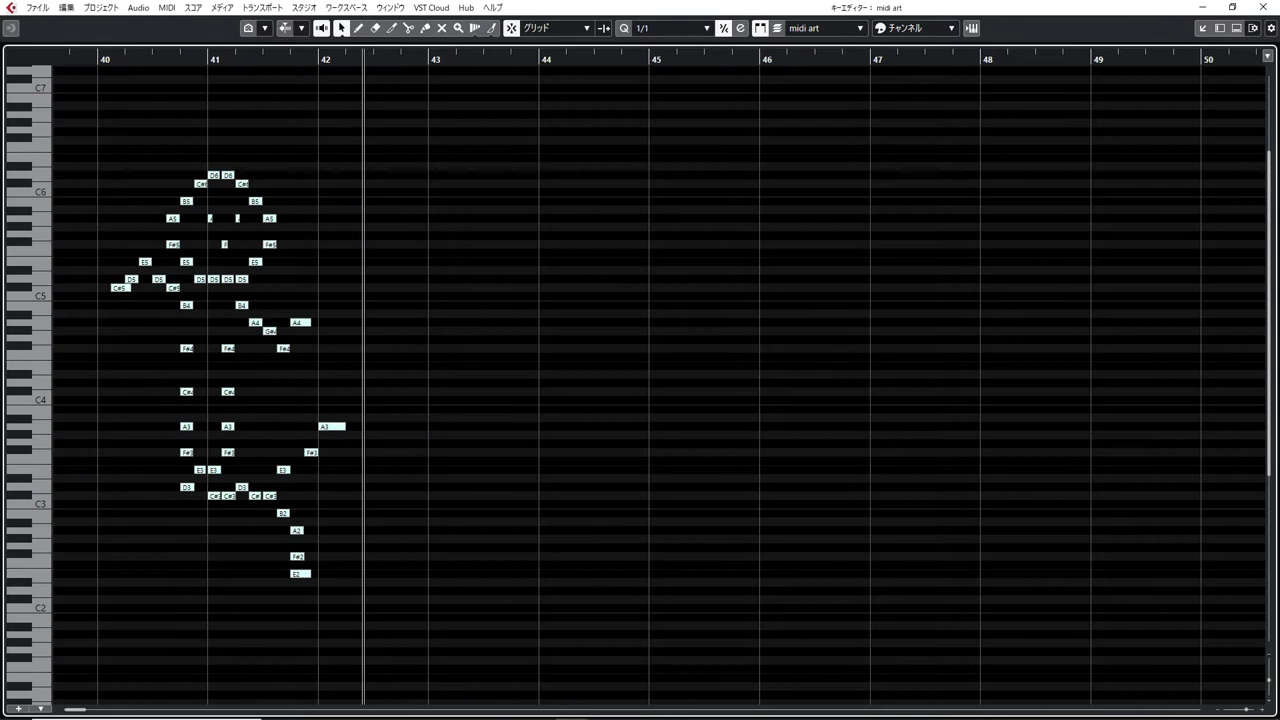 ファイル 編集 プロジェクト Audio MIDI スコア メディア トランスポート スタジオ ワークスペース ウィンドウ VST Cloud Hub ヘルプ キーエディター： midi art
グリッド 1/1 midi art チャンネル
40 41 42 43 44 45 46 47 48 49 50
C7
D6 D6
C#6 C#6
C6
B5 B5
A5 A5
F#5 F F#5
E5 E5 E5
D5 D5 D5 D5 D5 D5
C#5 C#5
C5
B4 B4
A4 A4
G#4
F#4 F#4 F#4
C#4 C#4
C4
A3 A3 A3
F#3 F#3 F#3
E3 E3 E3
D3 D3
C#3 C#3 C# C#3
C3
B2
A2
F#2
E2
C2